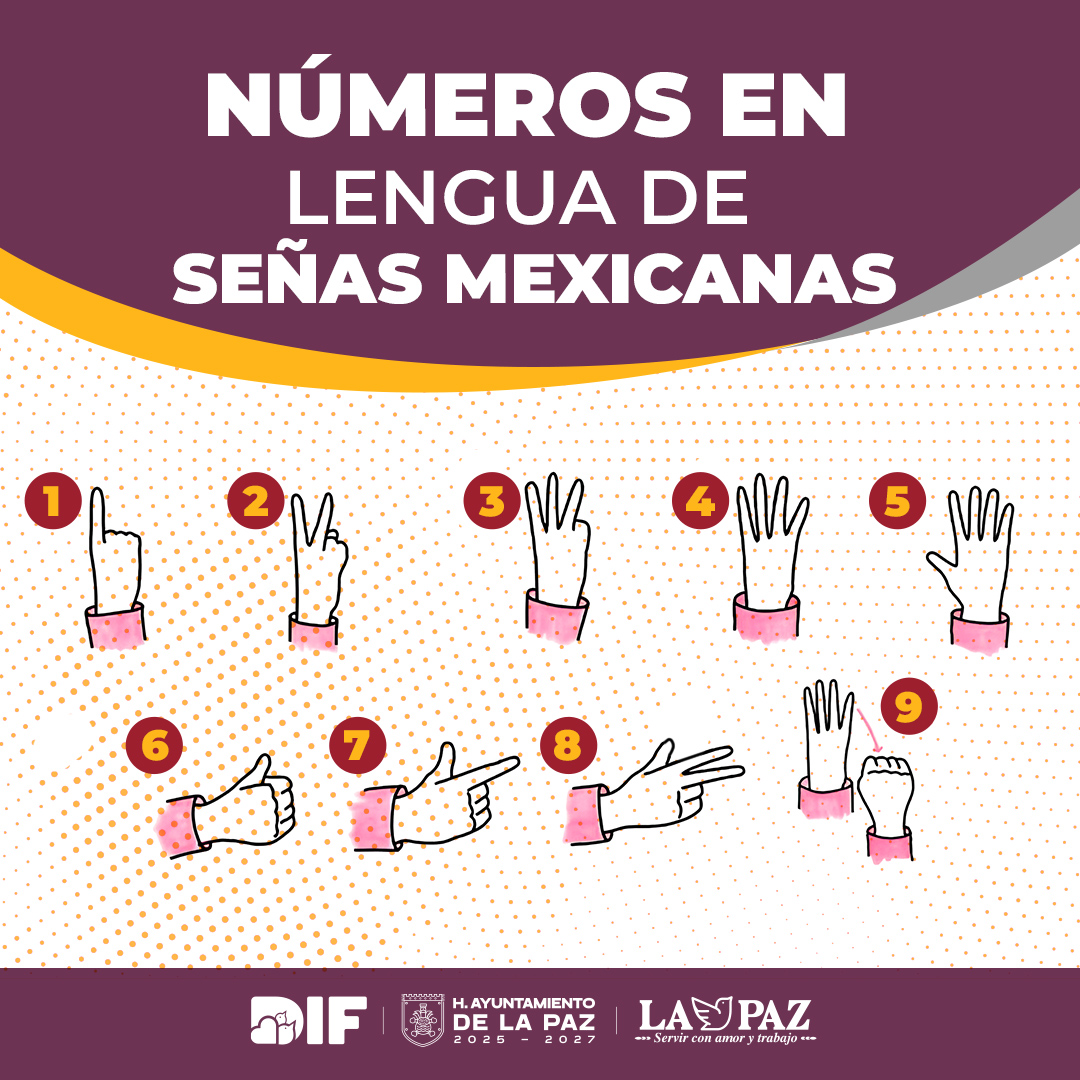 NÚMEROS EN
LENGUA DE
SEÑAS MEXICANAS
1
2
3
4
5
6
7
8
9
DIF
H. AYUNTAMIENTO
DE LA PAZ
2025 – 2027
LA PAZ
Servir con amor y trabajo